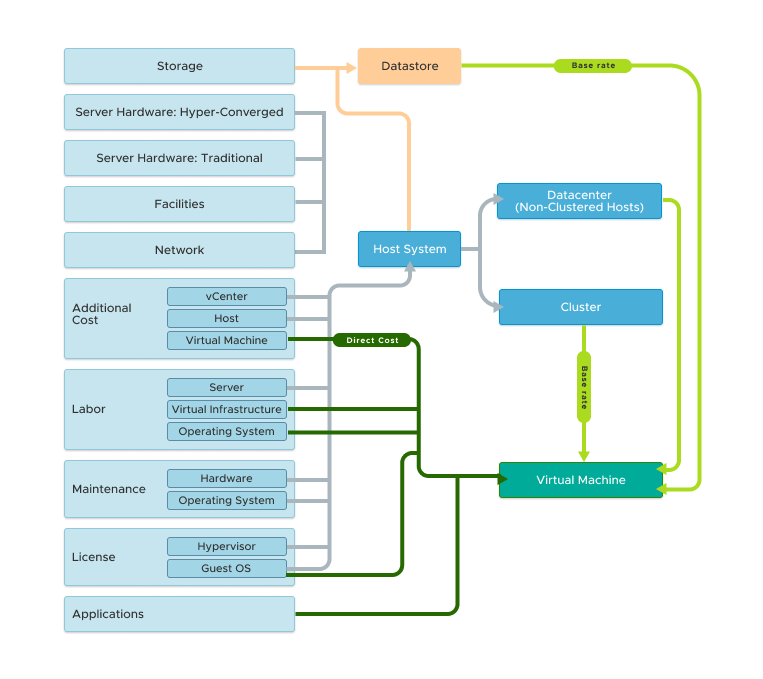 Storage
Datastore
Base rate
Server Hardware: Hyper-Converged
Server Hardware: Traditional
Facilities
Datacenter
(Non-Clustered Hosts)
Network
Host System
Additional
Cost
vCenter
Host
Virtual Machine
Cluster
Direct Cost
Base rate
Labor
Server
Virtual Infrastructure
Operating System
Maintenance
Hardware
Operating System
Virtual Machine
License
Hypervisor
Guest OS
Applications